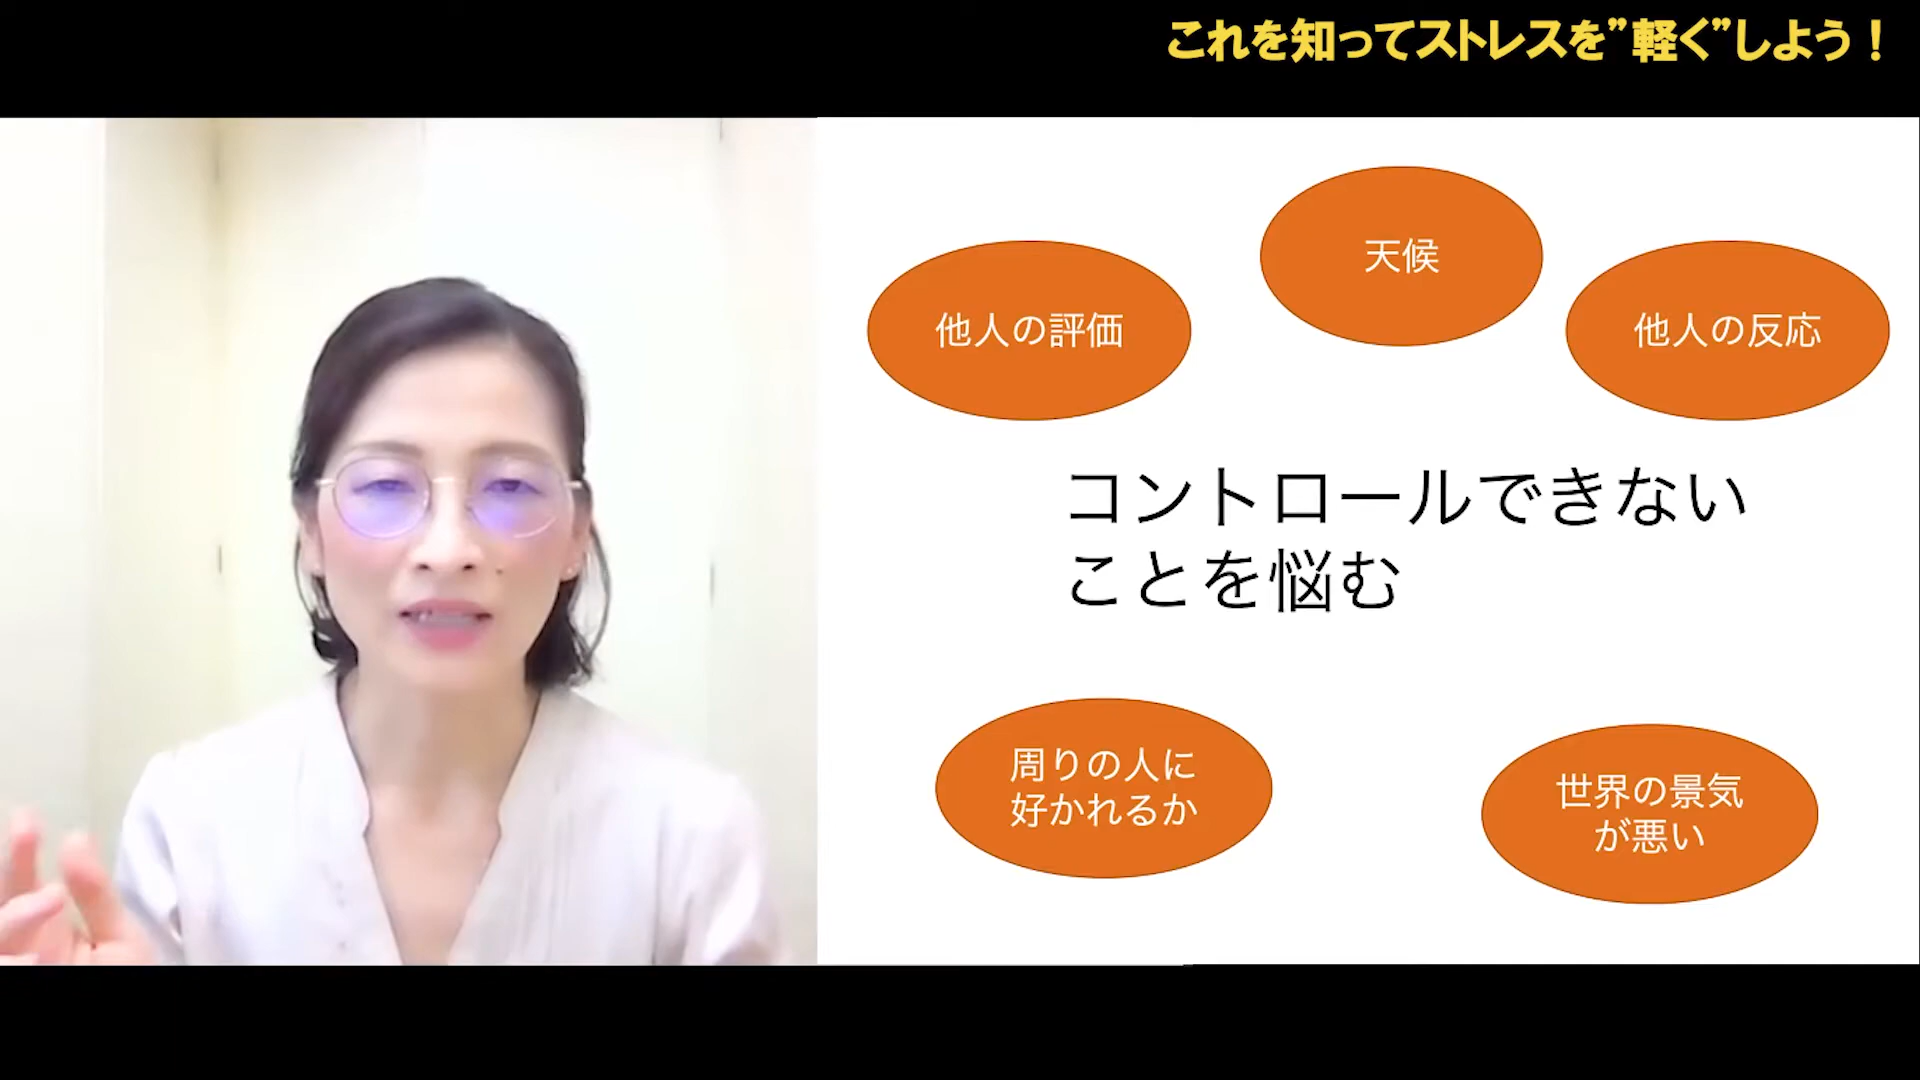 これを知ってストレスを”軽く”しよう！
天候
他人の評価
他人の反応
コントロールできない
ことを悩む
周りの人に
好かれるか
世界の景気
が悪い